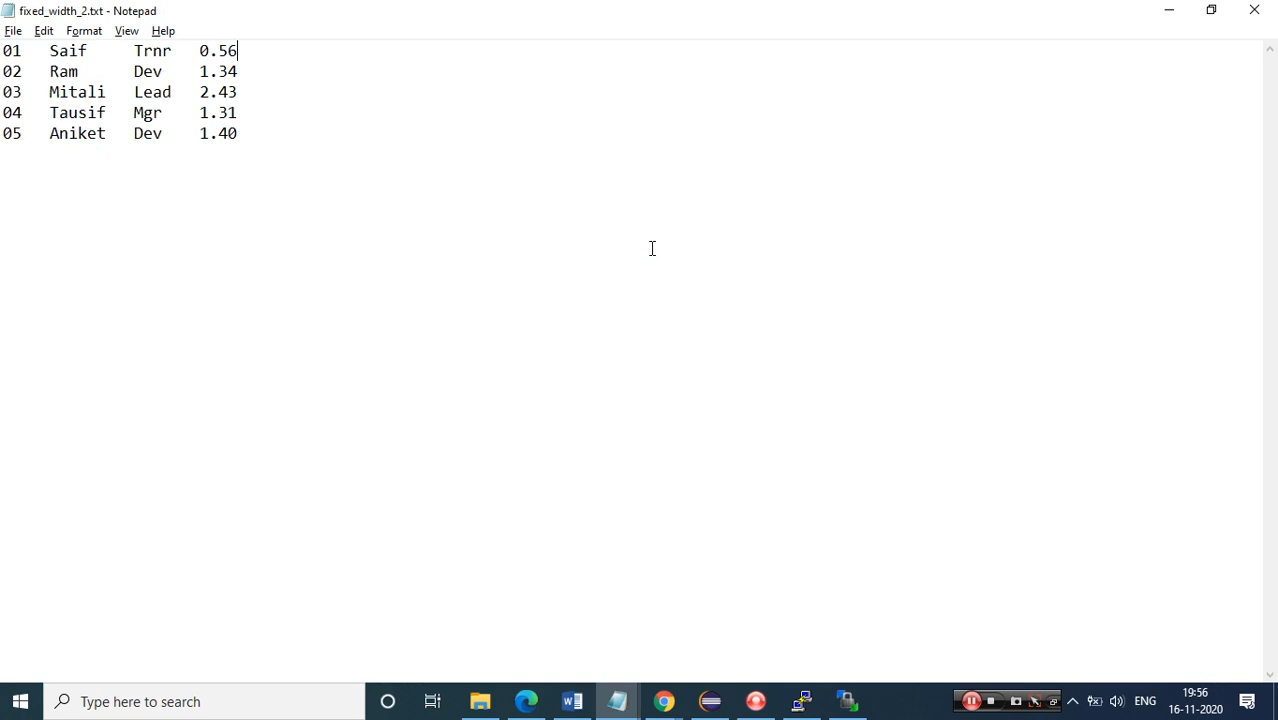 fixed_width_2.txt - Notepad
File Edit Format View Help
01   Saif     Trnr   0.56
02   Ram      Dev    1.34
03   Mitali   Lead   2.43
04   Tausif   Mgr    1.31
05   Aniket   Dev    1.40
Type here to search
ENG
19:56
16-11-2020